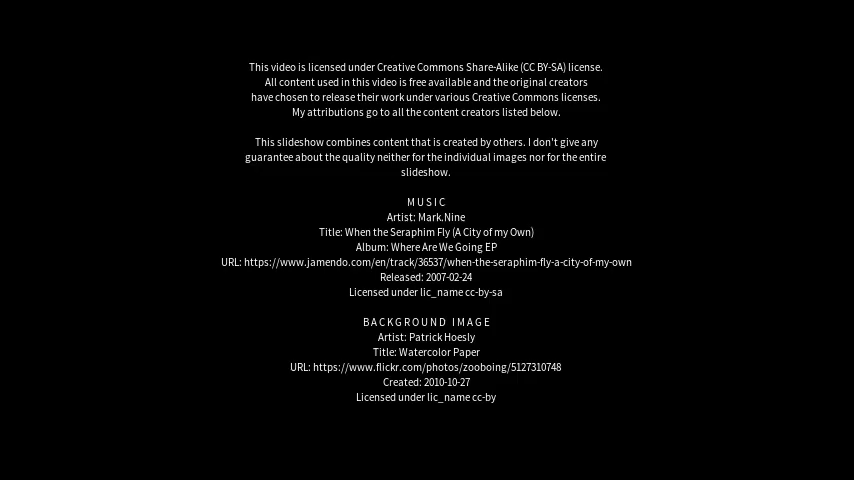 This video is licensed under Creative Commons Share-Alike (CC BY-SA) license.
All content used in this video is free available and the original creators
have chosen to release their work under various Creative Commons licenses.
My attributions go to all the content creators listed below.
This slideshow combines content that is created by others. I don't give any
guarantee about the quality neither for the individual images nor for the entire
slideshow.
MUSIC
Artist: Mark.Nine
Title: When the Seraphim Fly (A City of my Own)
Album: Where Are We Going EP
URL: https://www.jamendo.com/en/track/36537/when-the-seraphim-fly-a-city-of-my-own
Released: 2007-02-24
Licensed under lic_name cc-by-sa
BACKGROUND IMAGE
Artist: Patrick Hoesly
Title: Watercolor Paper
URL: https://www.flickr.com/photos/zooboing/5127310748
Created: 2010-10-27
Licensed under lic_name cc-by